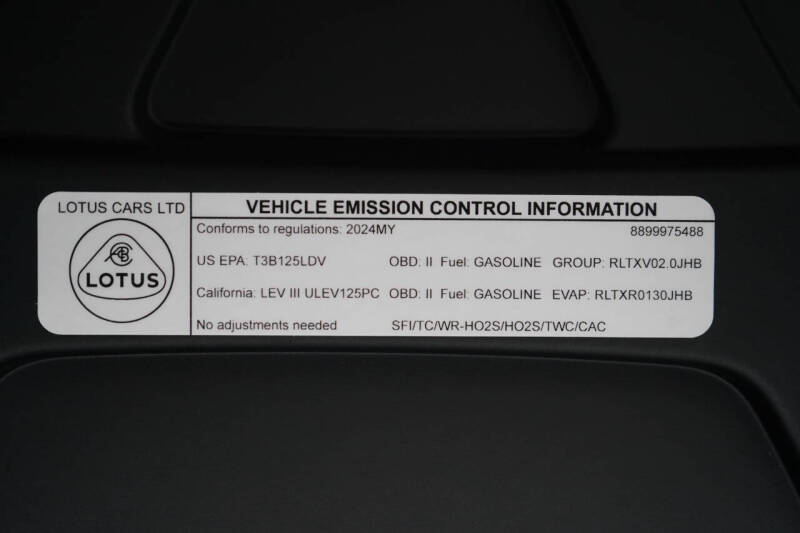 LOTUS CARS LTD
LOTUS
VEHICLE EMISSION CONTROL INFORMATION
Conforms to regulations: 2024MY 8899975488
US EPA: T3B125LDV OBD: II Fuel: GASOLINE GROUP: RLTXV02.0JHB
California: LEV III ULEV125PC OBD: II Fuel: GASOLINE EVAP: RLTXR0130JHB
No adjustments needed SFI/TC/WR-HO2S/HO2S/TWC/CAC